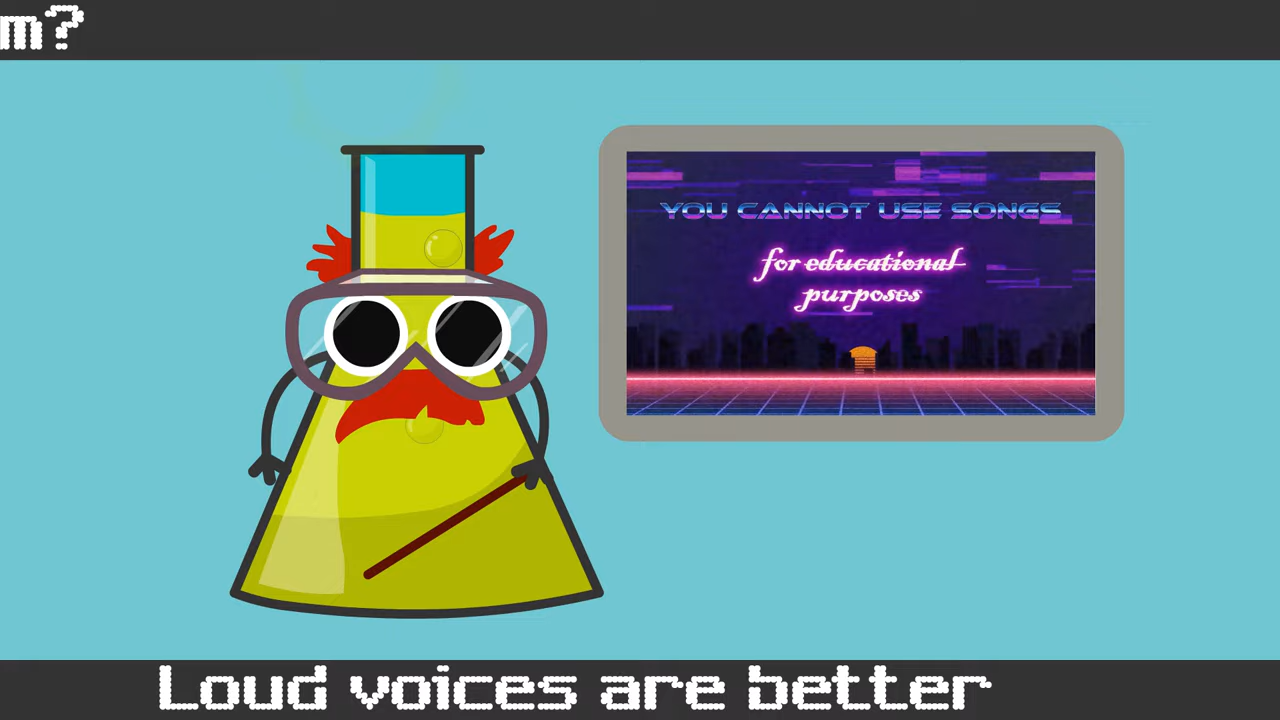 m?
YOU CANNOT USE SONGS
for educational
purposes
Loud voices are better